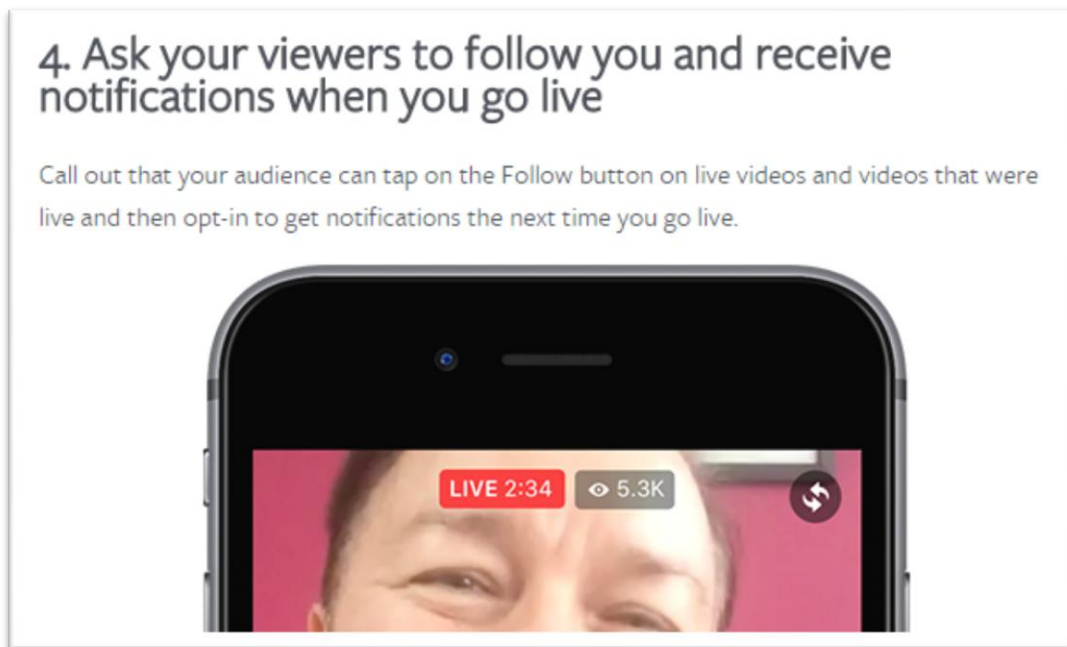 4. Ask your viewers to follow you and receive
notifications when you go live
Call out that your audience can tap on the Follow button on live videos and videos that were
live and then opt-in to get notifications the next time you go live.
LIVE 2:34 5.3K